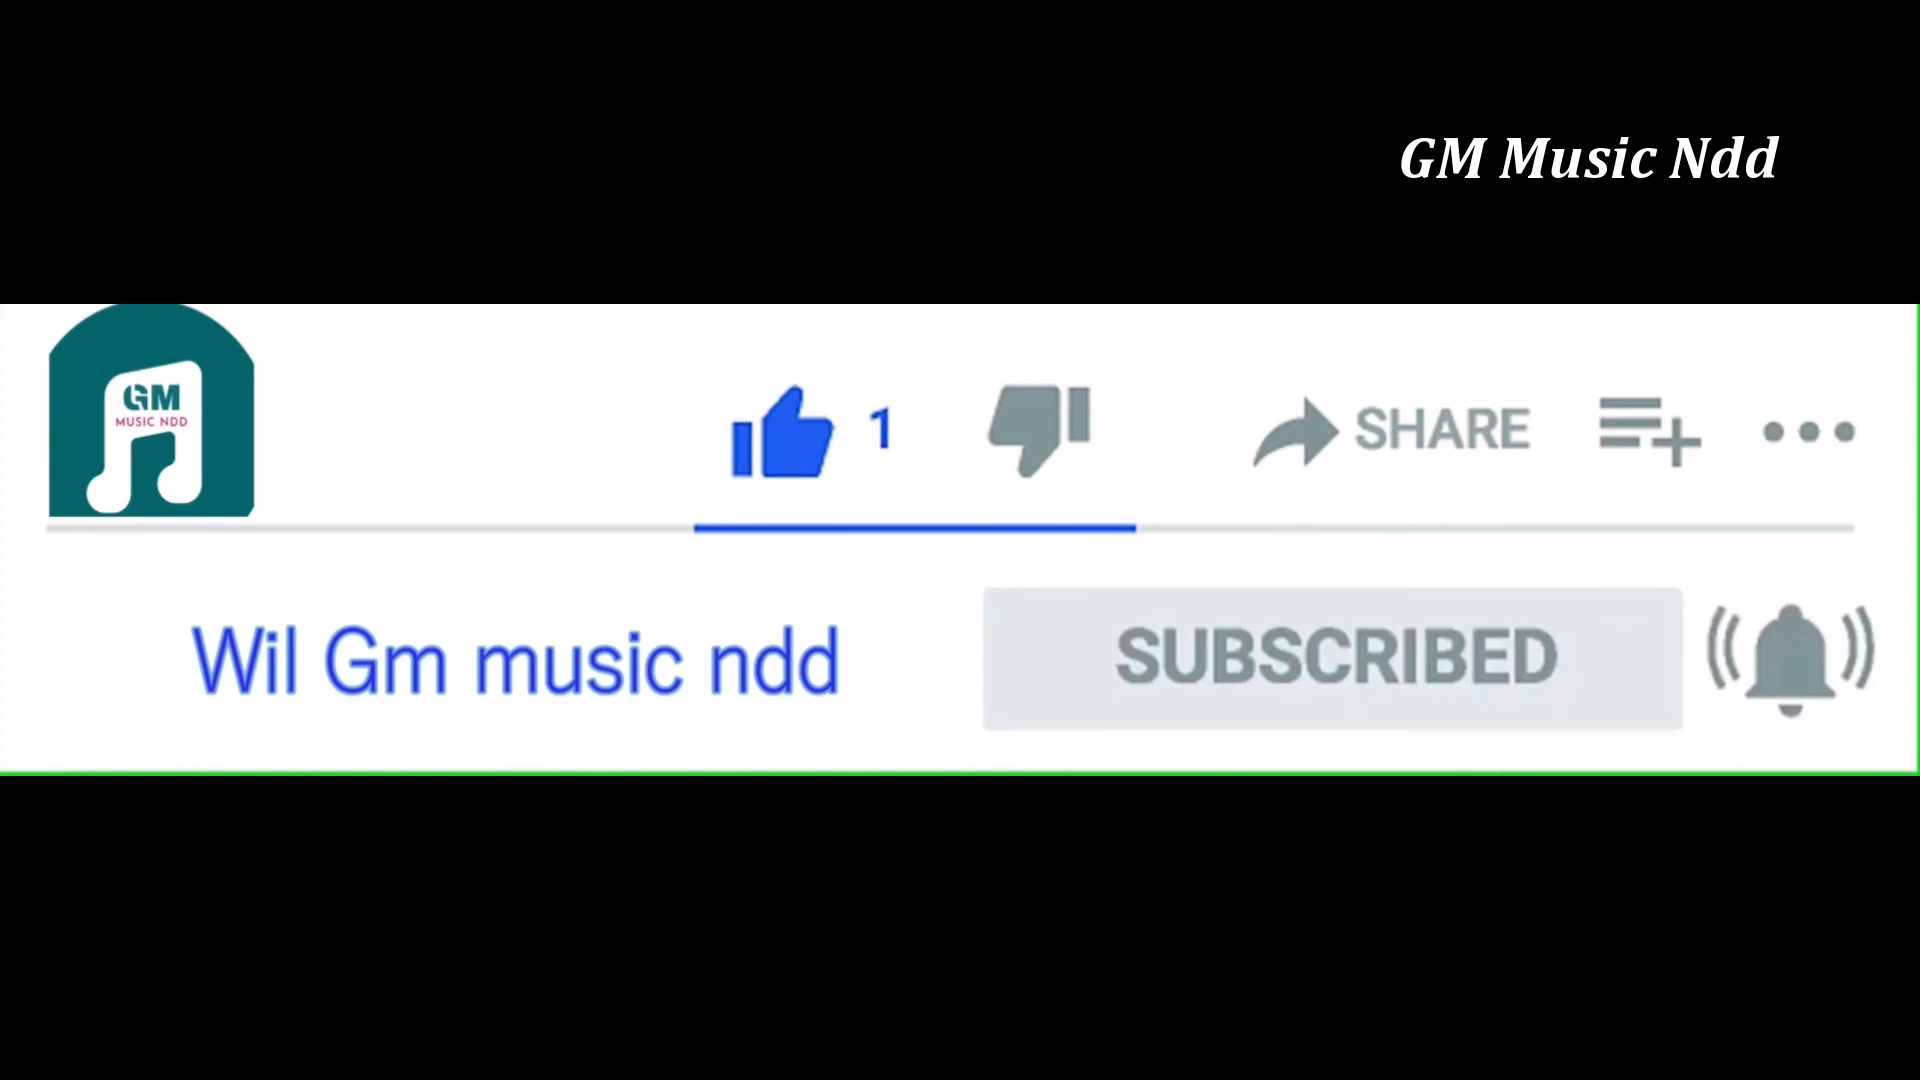 GM Music Ndd
GM
MUSIC NDD
1
SHARE
Wil Gm music ndd
SUBSCRIBED